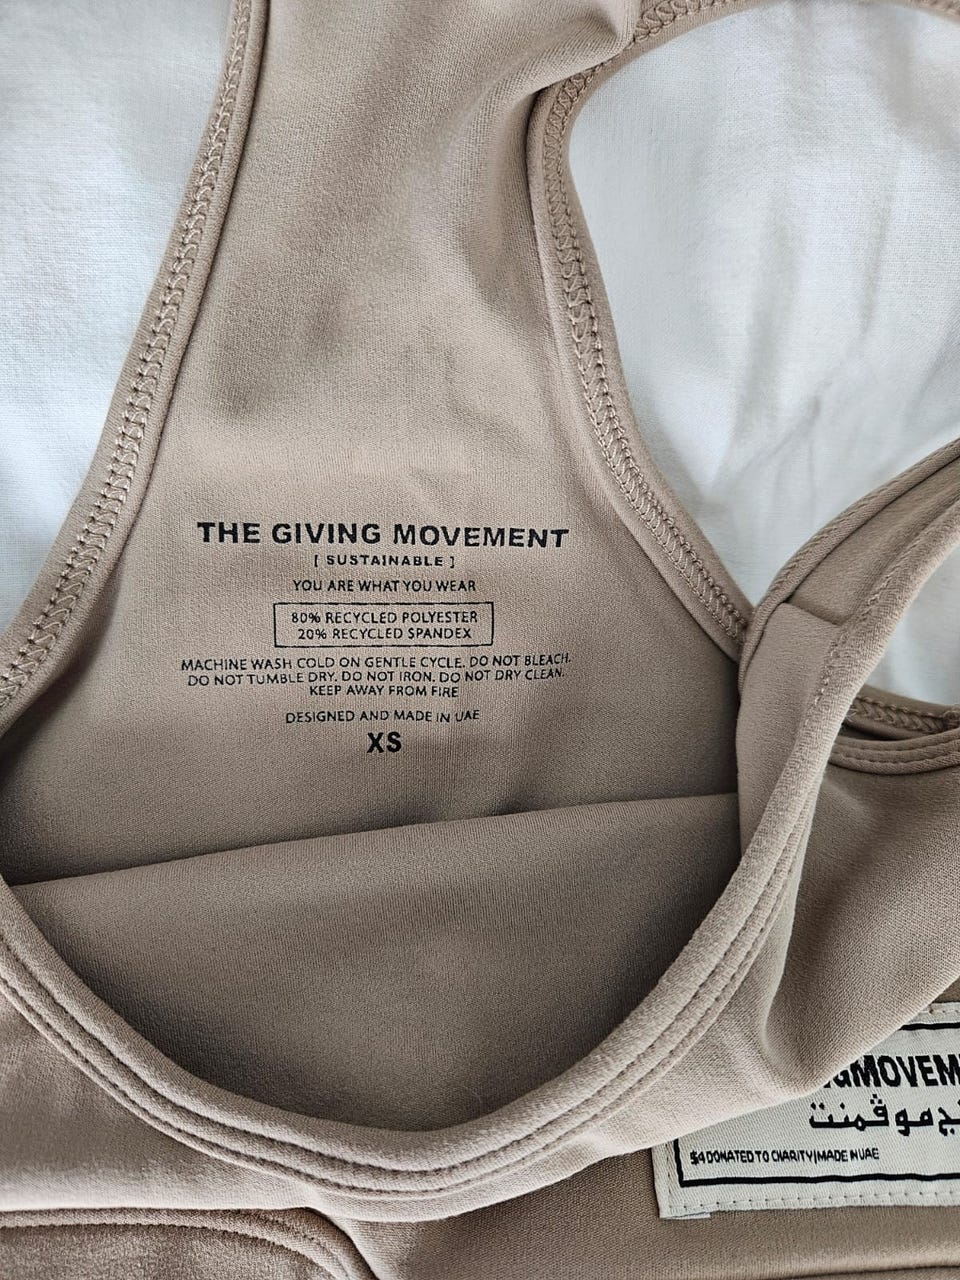 THE GIVING MOVEMENT
[ SUSTAINABLE ]
YOU ARE WHAT YOU WEAR
80% RECYCLED POLYESTER
20% RECYCLED SPANDEX
MACHINE WASH COLD ON GENTLE CYCLE. DO NOT BLEACH.
DO NOT TUMBLE DRY. DO NOT IRON. DO NOT DRY CLEAN.
KEEP AWAY FROM FIRE
DESIGNED AND MADE IN UAE
XS
GMOVEM
موڤمنت
$4 DONATED TO CHARITY|MADE IN UAE